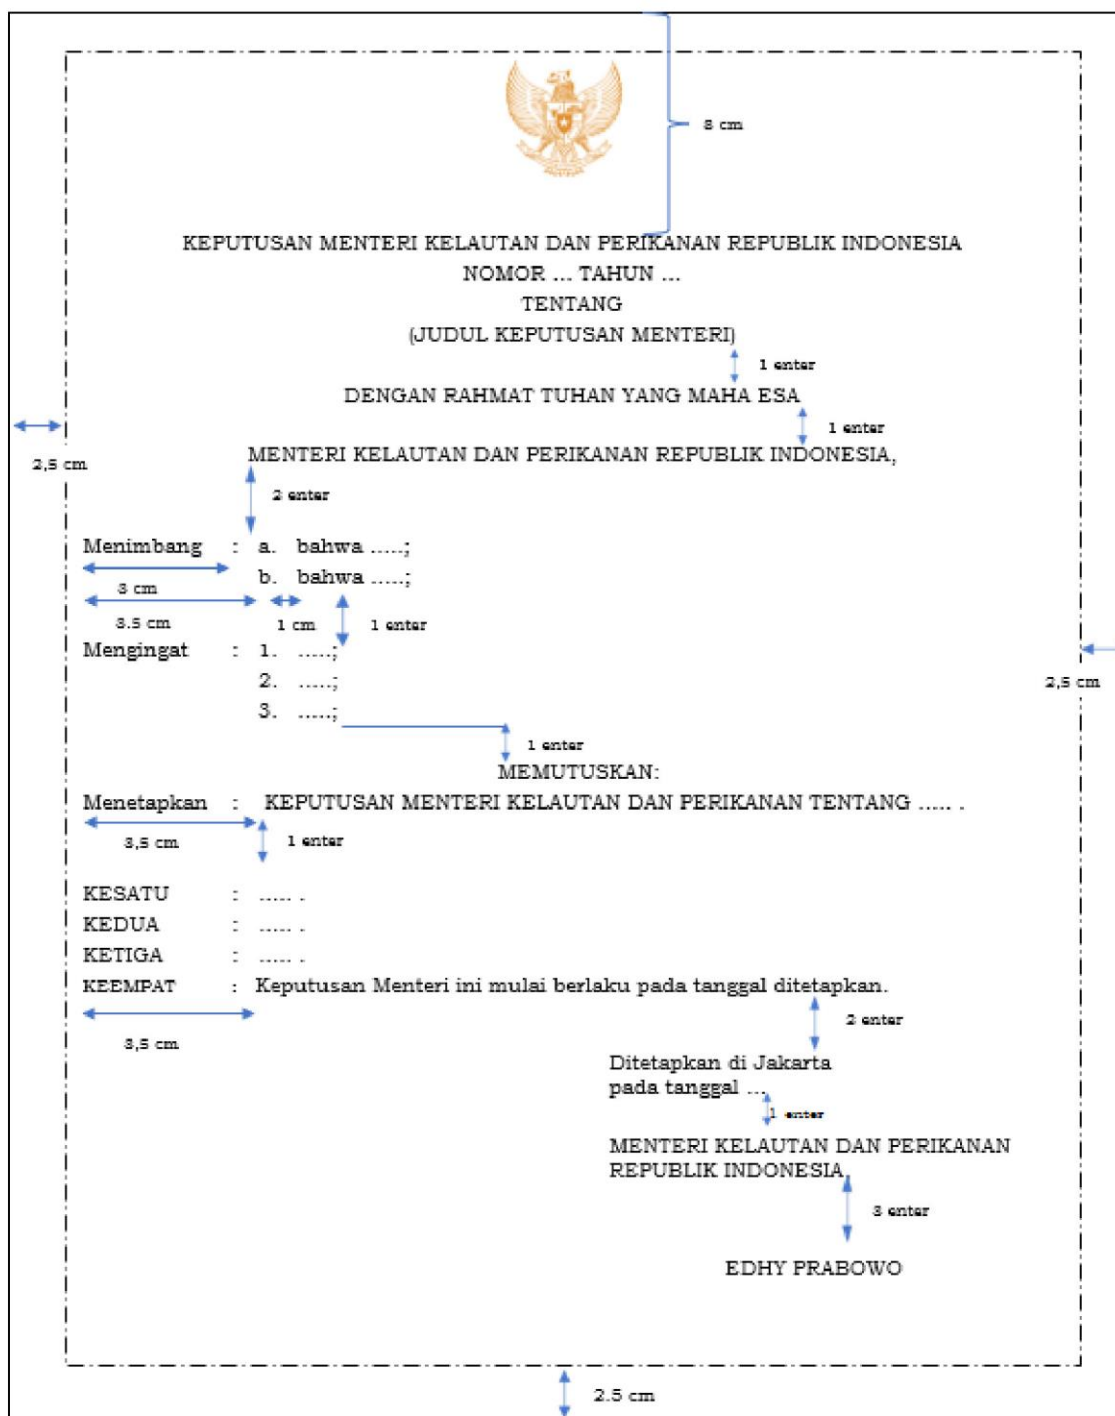 8 cm
KEPUTUSAN MENTERI KELAUTAN DAN PERIKANAN REPUBLIK INDONESIA
NOMOR ... TAHUN ...
TENTANG
(JUDUL KEPUTUSAN MENTERI)
1 enter
DENGAN RAHMAT TUHAN YANG MAHA ESA
1 enter
2,5 cm
MENTERI KELAUTAN DAN PERIKANAN REPUBLIK INDONESIA,
2 enter
Menimbang : a. bahwa .....;
3 cm
b. bahwa .....;
3.5 cm
1 cm
1 enter
Mengingat : 1. .....;
2. .....;
2,5 cm
3. .....;
1 enter
MEMUTUSKAN:
Menetapkan : KEPUTUSAN MENTERI KELAUTAN DAN PERIKANAN TENTANG ..... .
3,5 cm
1 enter
KESATU : ..... .
KEDUA : ..... .
KETIGA : ..... .
KEEMPAT : Keputusan Menteri ini mulai berlaku pada tanggal ditetapkan.
3,5 cm
2 enter
Ditetapkan di Jakarta
pada tanggal ...
1 enter
MENTERI KELAUTAN DAN PERIKANAN
REPUBLIK INDONESIA,
3 enter
EDHY PRABOWO
2.5 cm